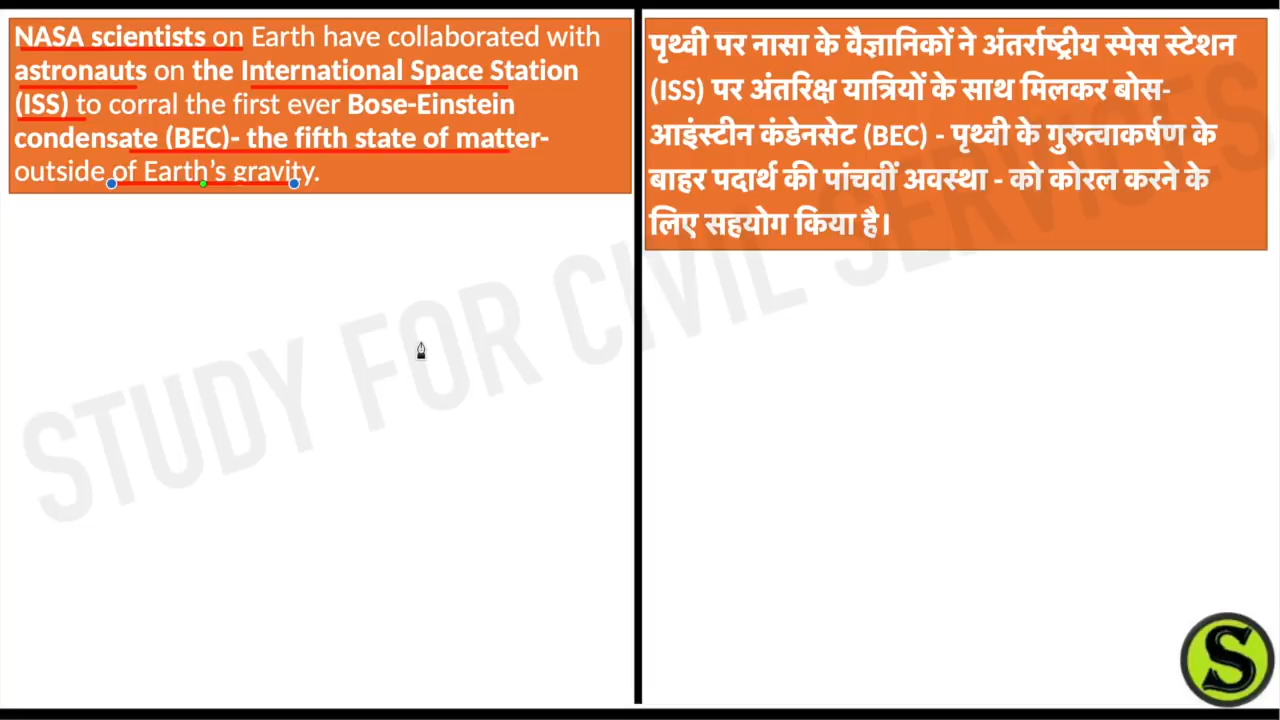 NASA scientists on Earth have collaborated with
astronauts on the International Space Station
(ISS) to corral the first ever Bose-Einstein
condensate (BEC)- the fifth state of matter-
outside of Earth's gravity.
पृथ्वी पर नासा के वैज्ञानिकों ने अंतर्राष्ट्रीय स्पेस स्टेशन
(ISS) पर अंतरिक्ष यात्रियों के साथ मिलकर बोस-
आइंस्टीन कंडेनसेट (BEC) - पृथ्वी के गुरुत्वाकर्षण के
बाहर पदार्थ की पांचवीं अवस्था - को कोरल करने के
लिए सहयोग किया है।
STUDY FOR CIVIL SERVICES
S